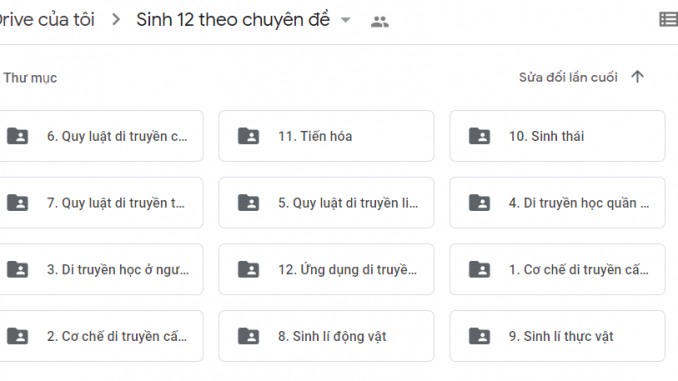 Drive của tôi > Sinh 12 theo chuyên đề
Thư mục
Sửa đổi lần cuối
6. Quy luật di truyền c...
11. Tiến hóa
10. Sinh thái
7. Quy luật di truyền t...
5. Quy luật di truyền li...
4. Di truyền học quần ...
3. Di truyền học ở ngư...
12. Ứng dụng di truyề...
1. Cơ chế di truyền cấ...
2. Cơ chế di truyền cấ...
8. Sinh lí động vật
9. Sinh lí thực vật